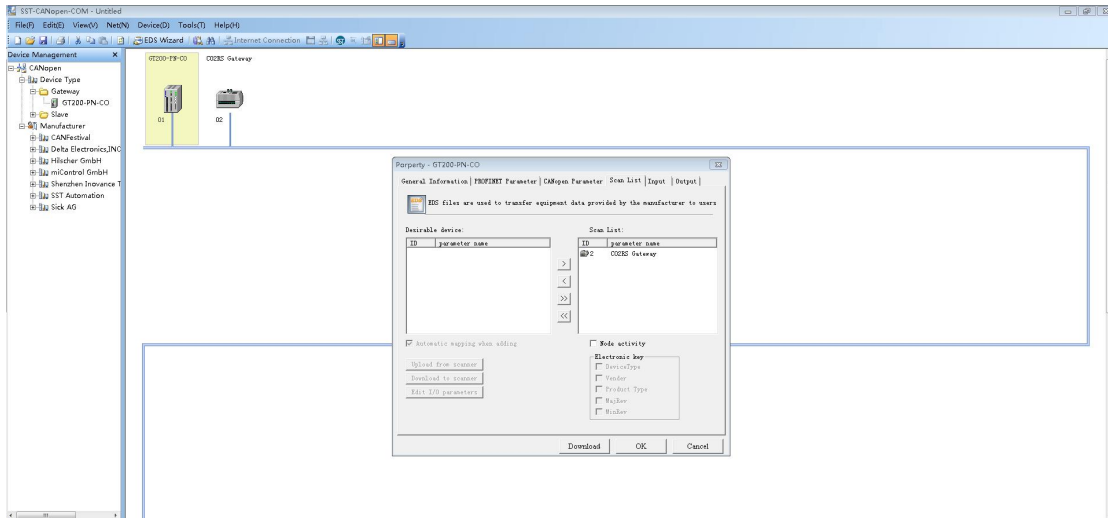 SST-CANopen-COM - Untitled
File(F) Edit(E) View(V) Net(N) Device(D) Tools(T) Help(H)
EDS Wizard Internet Connection
Device Management
CANopen
Device Type
Gateway
GT200-PN-CO
Slave
Manufacturer
CANFestival
Delta Electronics,INC
Hilscher GmbH
miControl GmbH
Shenzhen Inovance T
SST Automation
Sick AG
GT200-PN-CO CO2RS Gateway
01 02
Porperty - GT200-PN-CO
General Information PROFINET Parameter CANopen Parameter Scan List Input Output
EDS files are used to transfer equipment data provided by the manufacturer to users
Desirable device: Scan List:
ID parameter name ID parameter name
2 CO2RS Gateway
>
<
>>
<<
Automatic mapping when adding Node activity
Electronic key
Upload from scanner DeviceType
Download to scanner Vender
Edit I/O parameters Product Type
MajRev
MinRev
Download OK Cancel